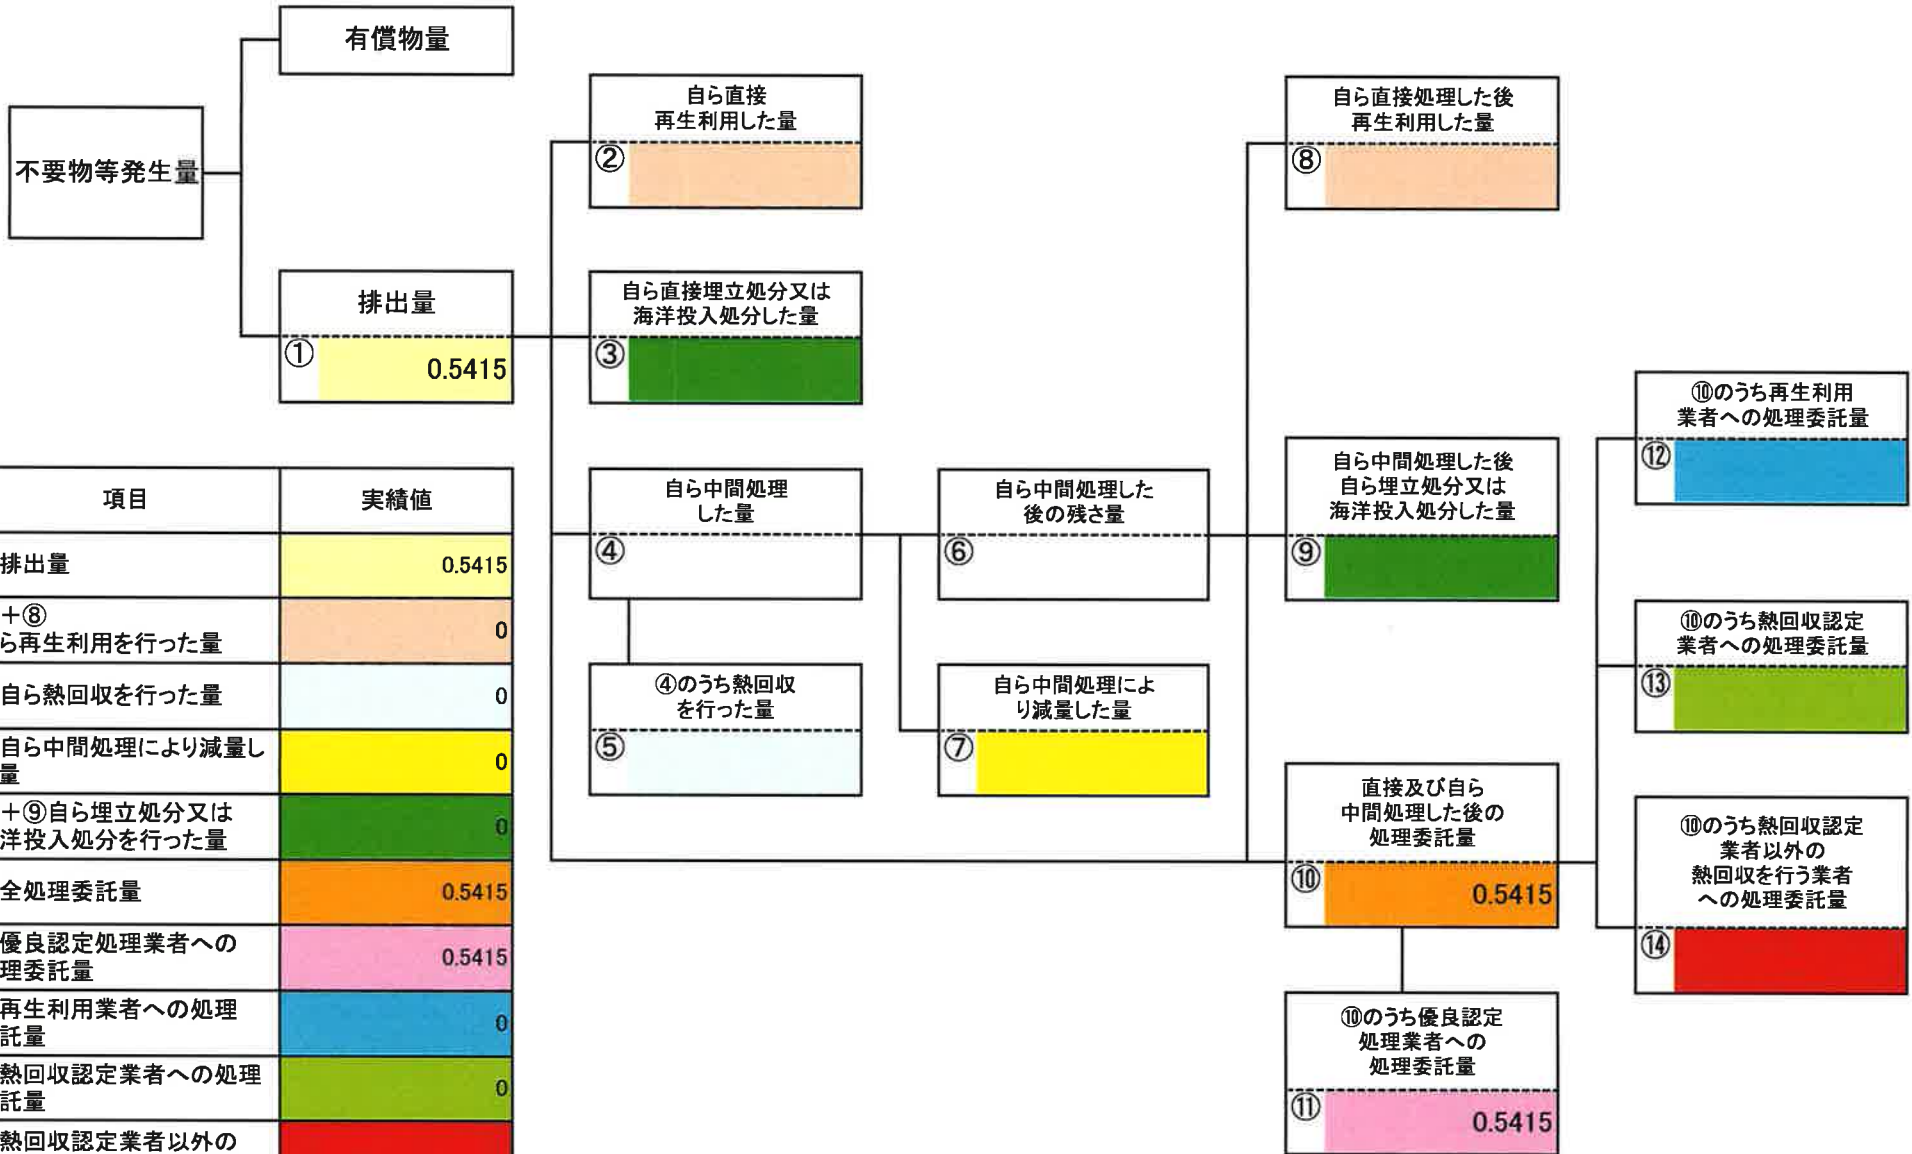 有償物量
不要物等発生量
排出量
①
0.5415
自ら直接
再生利用した量
②
自ら直接埋立処分又は
海洋投入処分した量
③
自ら中間処理
した量
④
④のうち熱回収
を行った量
⑤
自ら中間処理した
後の残さ量
⑥
自ら中間処理によ
り減量した量
⑦
自ら直接処理した後
再生利用した量
⑧
自ら中間処理した後
自ら埋立処分又は
海洋投入処分した量
⑨
直接及び自ら
中間処理した後の
処理委託量
⑩
0.5415
⑩のうち優良認定
処理業者への
処理委託量
⑪
0.5415
⑩のうち再生利用
業者への処理委託量
⑫
⑩のうち熱回収認定
業者への処理委託量
⑬
⑩のうち熱回収認定
業者以外の
熱回収を行う業者
への処理委託量
⑭
項目 実績値
排出量 0.5415
+⑧
ら再生利用を行った量 0
自ら熱回収を行った量 0
自ら中間処理により減量し
量 0
+⑨自ら埋立処分又は
洋投入処分を行った量 0
全処理委託量 0.5415
優良認定処理業者への
理委託量 0.5415
再生利用業者への処理
託量 0
熱回収認定業者への処理
託量 0
熱回収認定業者以外の